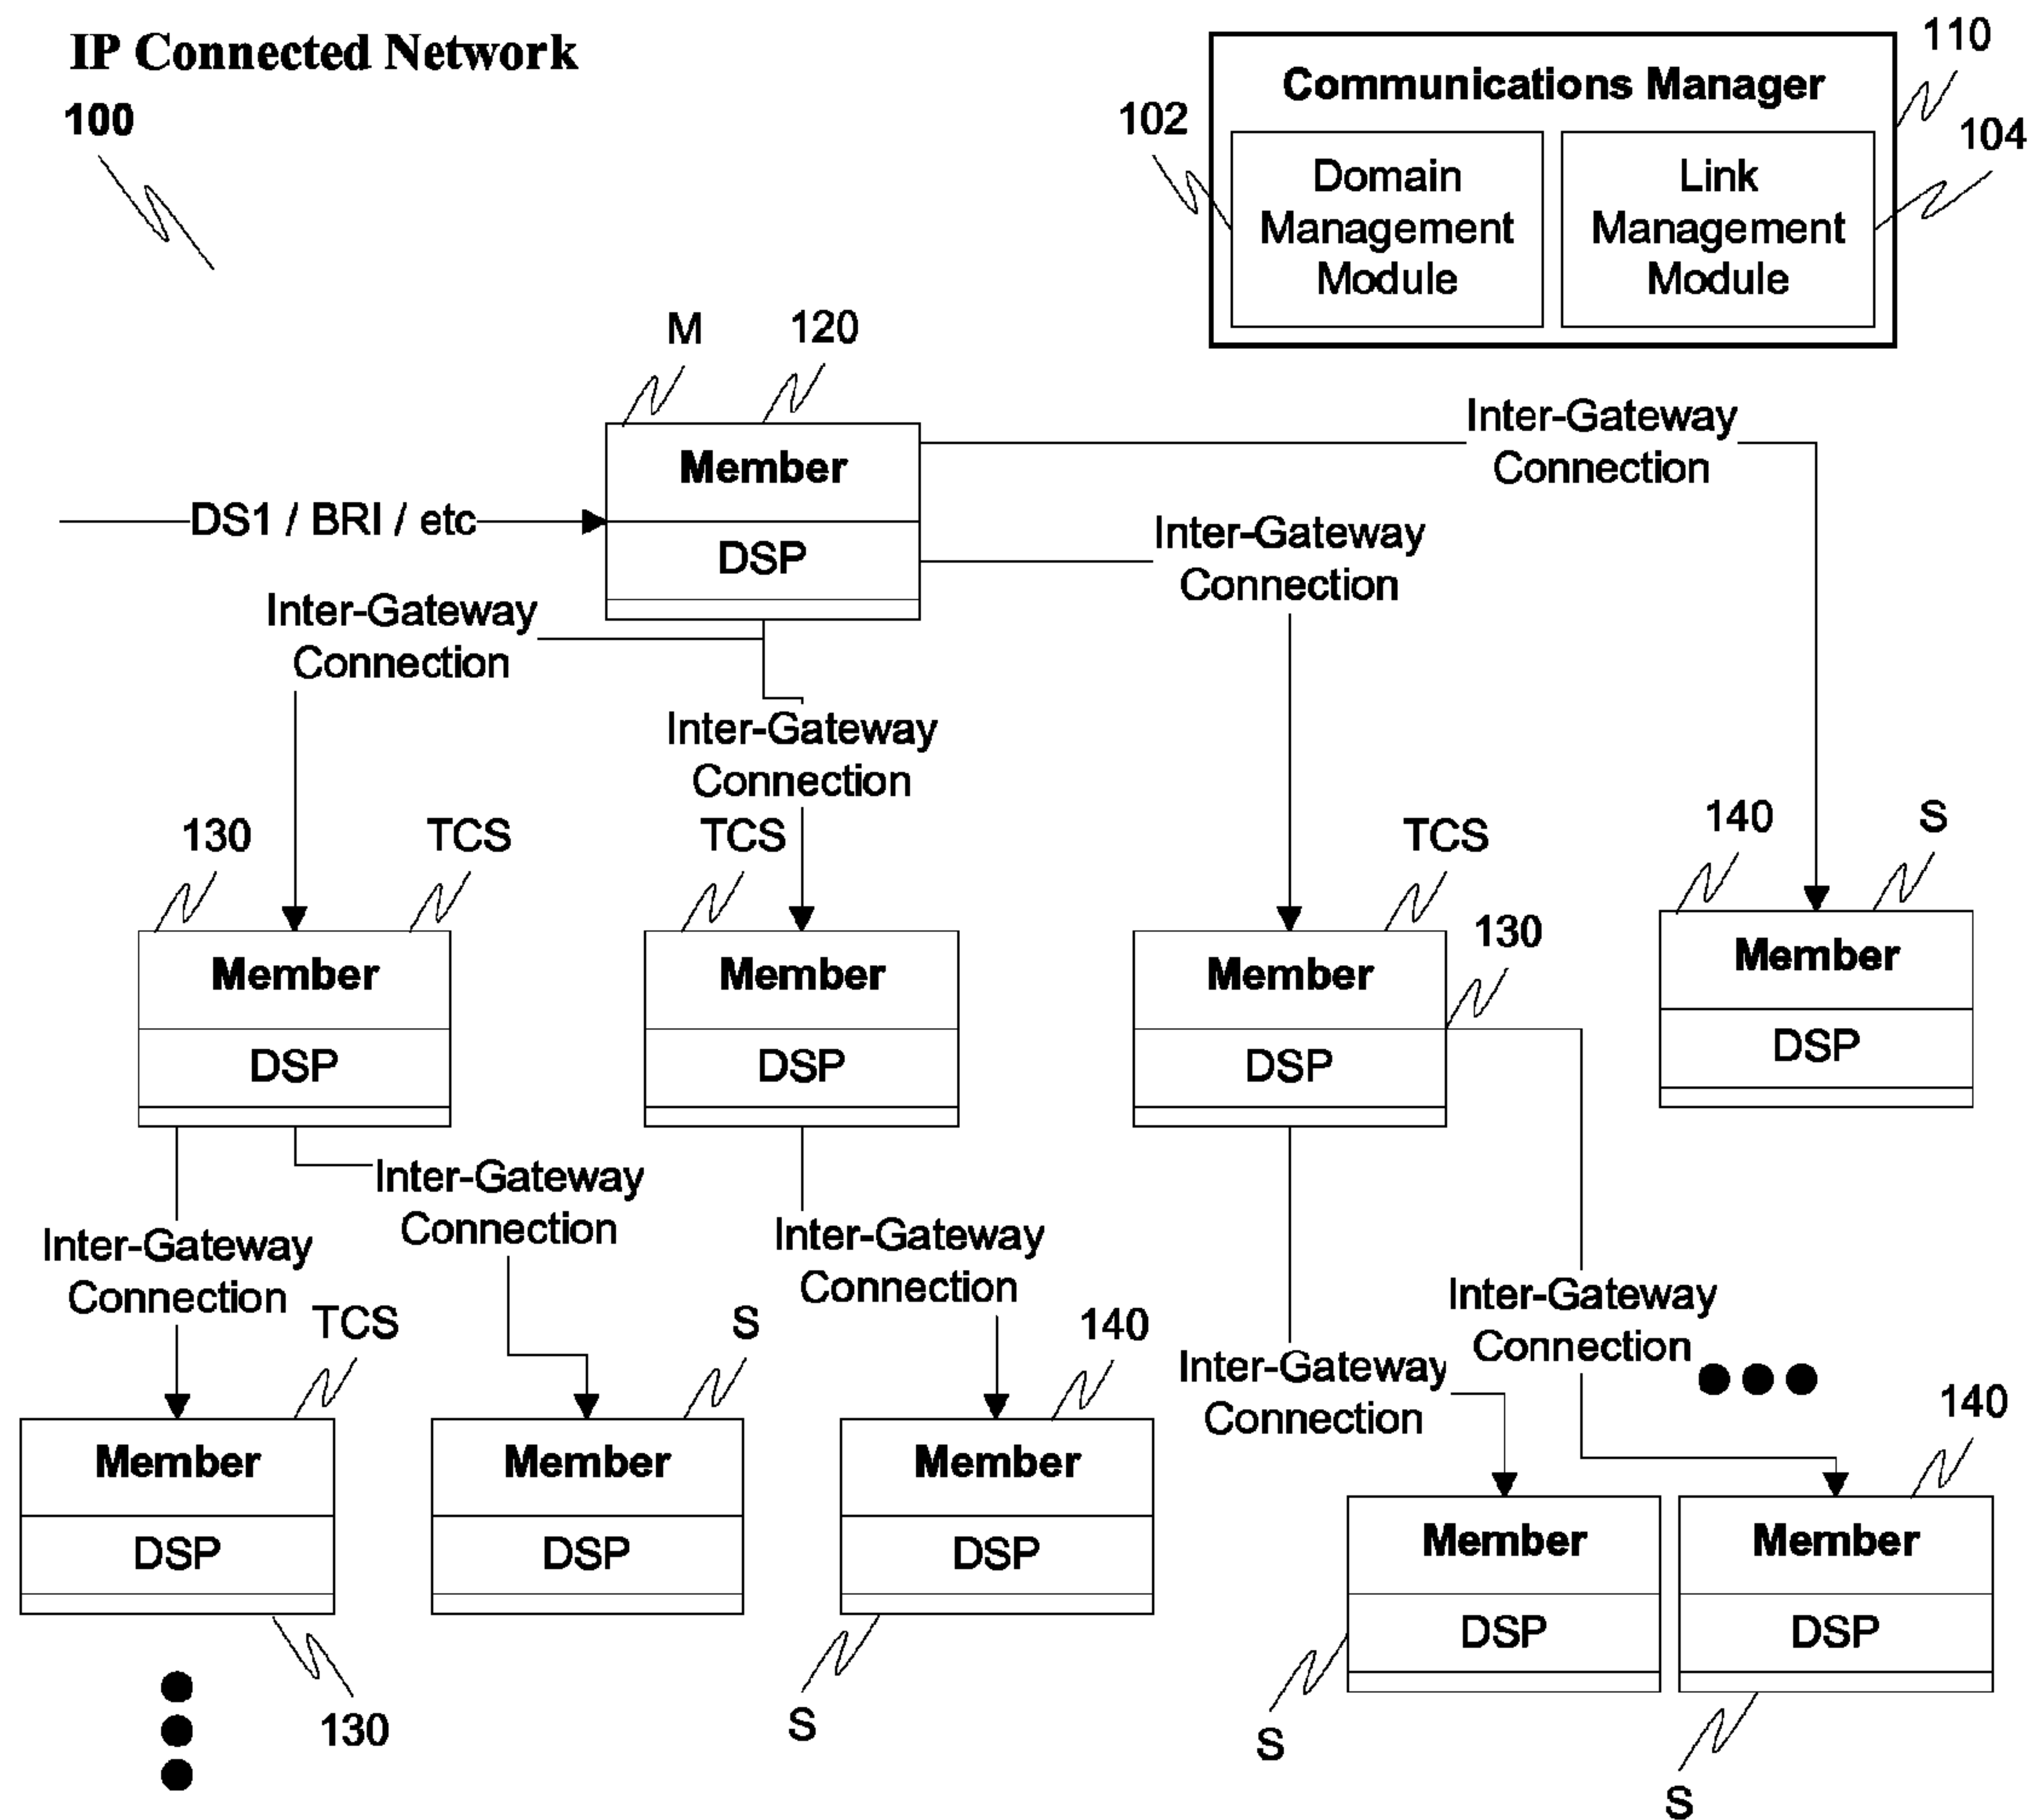 IP Connected Network
100
110
Communications Manager
102
104
Domain
Management
Module
Link
Management
Module
M
120
Member
DSP
DS1 / BRI / etc
Inter-Gateway
Connection
Inter-Gateway
Connection
Inter-Gateway
Connection
Inter-Gateway
Connection
130
TCS
Member
DSP
TCS
Member
DSP
TCS
130
Member
DSP
140
S
Member
DSP
Inter-Gateway
Connection
Inter-Gateway
Connection
Inter-Gateway
Connection
Inter-Gateway
Connection
Inter-Gateway
Connection
TCS
Member
DSP
130
S
Member
DSP
140
Member
DSP
S
Member
DSP
S
140
Member
DSP
S